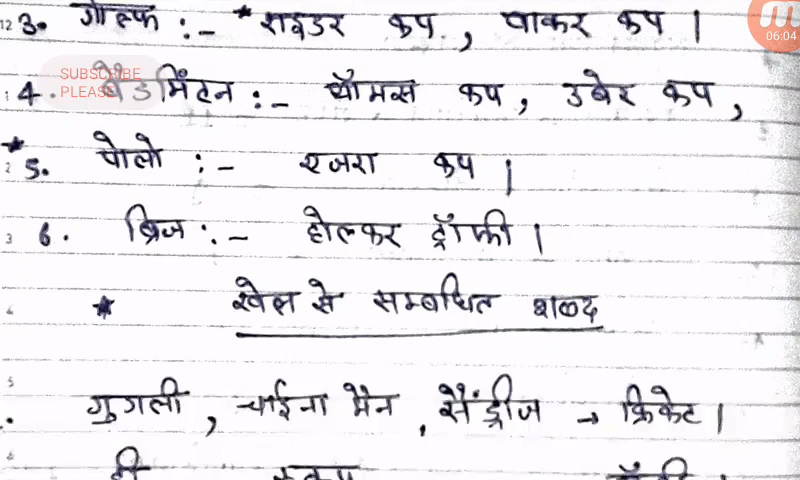 3. गोल्फ :- * राइडर कप, वाकर कप |
06:04
SUBSCRIBE PLEASE
4. बैडमिंटन :- थॉमस कप, उबेर कप,
* 5. पोलो :- एजरा कप |
6. ब्रिज :- होल्कर ट्रॉफी |
* खेल से सम्बधित शब्द
. गुगली, चाईना मैन, सैंड्रीज → क्रिकेट |